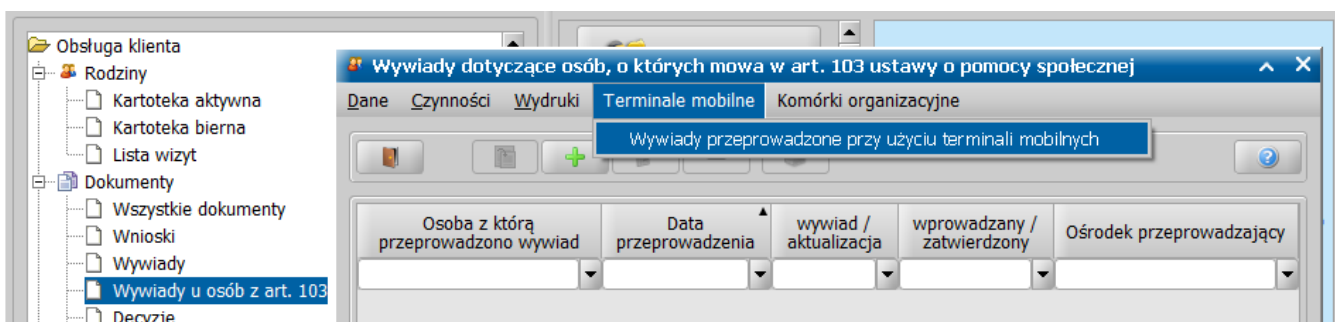 Obsługa klienta
Rodziny
Kartoteka aktywna
Kartoteka bierna
Lista wizyt
Dokumenty
Wszystkie dokumenty
Wnioski
Wywiady
Wywiady u osób z art. 103
Decyzje
Wywiady dotyczące osób, o których mowa w art. 103 ustawy o pomocy społecznej
Dane Czynności Wydruki Terminale mobilne Komórki organizacyjne
Wywiady przeprowadzone przy użyciu terminali mobilnych
Osoba z którą
przeprowadzono wywiad
Data
przeprowadzenia
wywiad /
aktualizacja
wprowadzany /
zatwierdzony
Ośrodek przeprowadzający